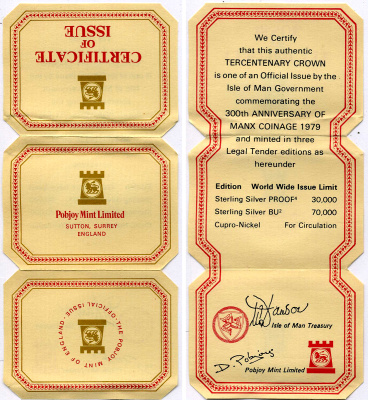 CERTIFICATE
OF
ISSUE
Pobjoy Mint Limited
SUTTON, SURREY
ENGLAND
THE POBJOY MINT OF ENGLAND. OFFICIAL ISSUE.
We Certify
that this authentic
TERCENTENARY CROWN
is one of an Official Issue by the
Isle of Man Government
commemorating the
300th ANNIVERSARY OF
MANX COINAGE 1979
and minted in three
Legal Tender editions as
hereunder
Edition World Wide Issue Limit
Sterling Silver PROOF⁴ 30,000
Sterling Silver BU² 70,000
Cupro-Nickel For Circulation
Isle of Man Treasury
D. Pobjoy
Pobjoy Mint Limited